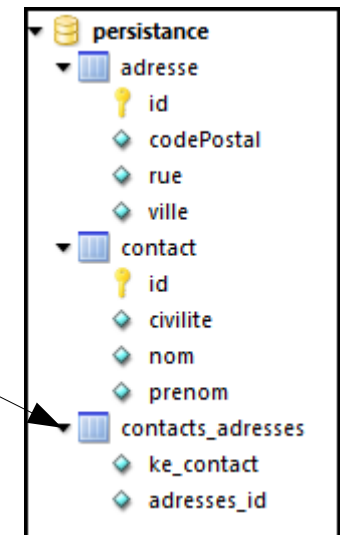 persistance
adresse
id
codePostal
rue
ville
contact
id
civilite
nom
prenom
contacts_adresses
ke_contact
adresses_id